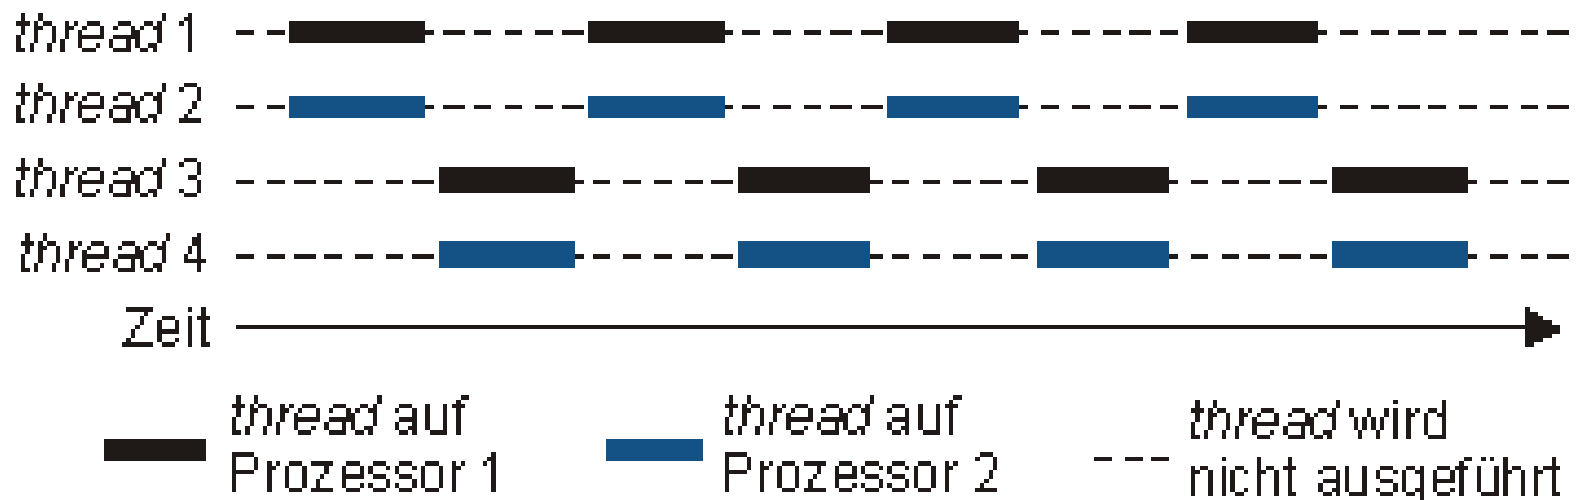 thread 1
thread 2
thread 3
thread 4
Zeit
thread auf
Prozessor 1
thread auf
Prozessor 2
thread wird
nicht ausgeführt